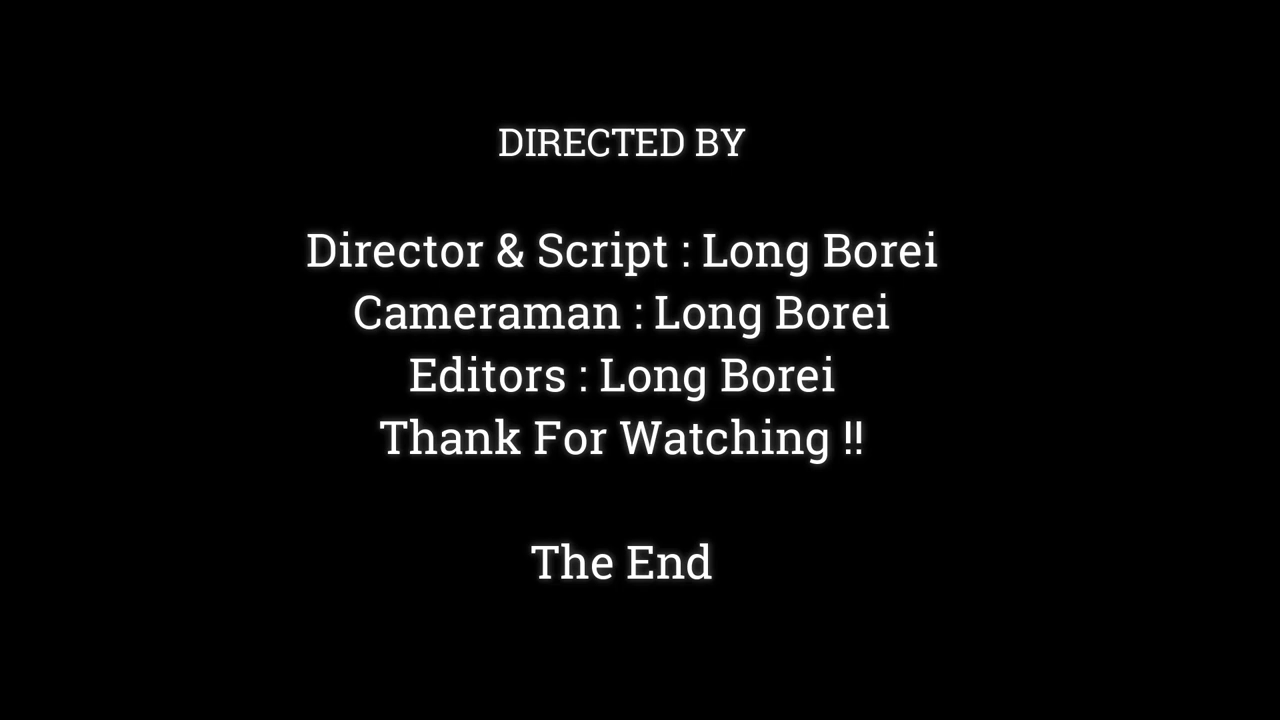 DIRECTED BY
Director & Script : Long Borei
Cameraman : Long Borei
Editors : Long Borei
Thank For Watching !!
The End